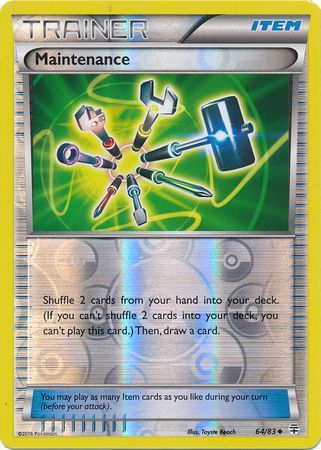 TRAINER
ITEM
Maintenance
Shuffle 2 cards from your hand into your deck.
(If you can't shuffle 2 cards into your deck, you
can't play this card.) Then, draw a card.
You may play as many Item cards as you like during your turn
(before your attack).
©2016 Pokémon
Illus. Toyste Beach
64/83